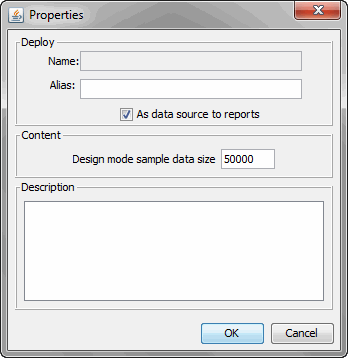 Properties
Deploy
Name:
Alias:
As data source to reports
Content
Design mode sample data size 50000
Description
OK Cancel